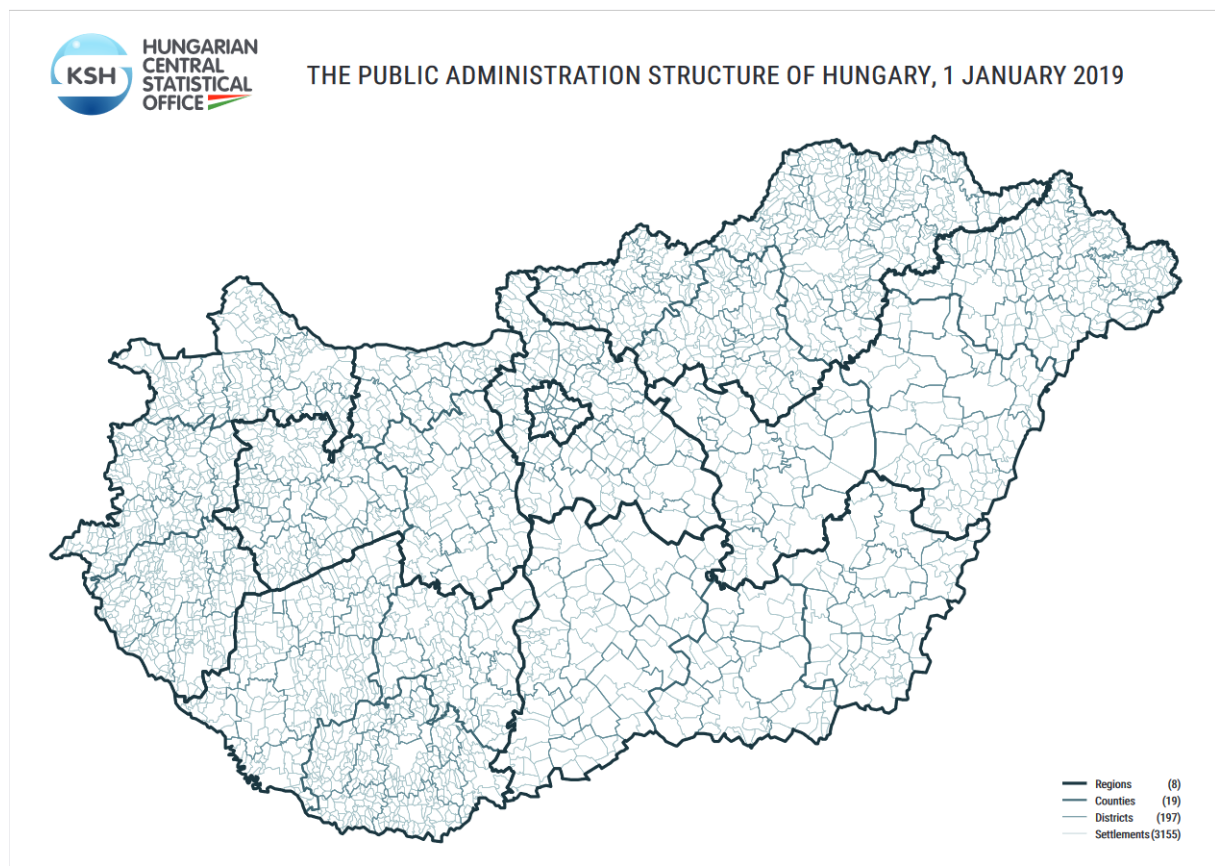 KSH
HUNGARIAN
CENTRAL
STATISTICAL
OFFICE
THE PUBLIC ADMINISTRATION STRUCTURE OF HUNGARY, 1 JANUARY 2019
Regions (8)
Counties (19)
Districts (197)
Settlements (3155)